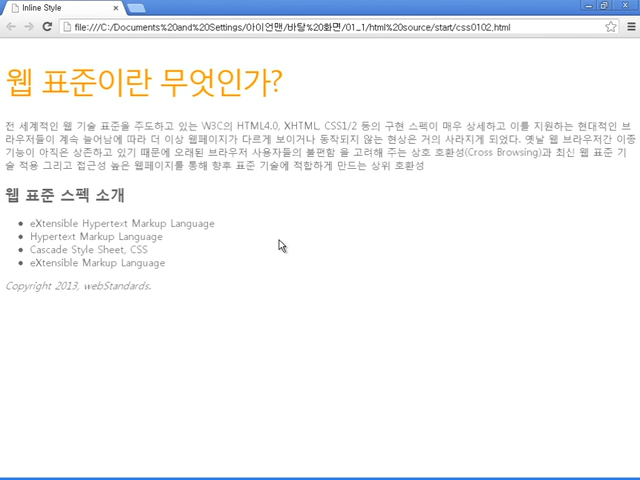 Inline Style
file:///C:/Documents%20and%20Settings/아이언맨/바탕%20화면/01_1/html%20source/start/css0102.html
웹 표준이란 무엇인가?
전 세계적인 웹 기술 표준을 주도하고 있는 W3C의 HTML4.0, XHTML, CSS1/2 등의 구현 스펙이 매우 상세하고 이를 지원하는 현대적인 브
라우저들이 계속 늘어남에 따라 더 이상 웹페이지가 다르게 보이거나 동작되지 않는 현상은 거의 사라지게 되었다. 옛날 웹 브라우저간 이종
기능이 아직은 상존하고 있기 때문에 오래된 브라우저 사용자들의 불편함 을 고려해 주는 상호 호환성(Cross Browsing)과 최신 웹 표준 기
술 적용 그리고 접근성 높은 웹페이지를 통해 향후 표준 기술에 적합하게 만드는 상위 호환성
웹 표준 스펙 소개
eXtensible Hypertext Markup Language
Hypertext Markup Language
Cascade Style Sheet, CSS
eXtensible Markup Language
Copyright 2013, webStandards.